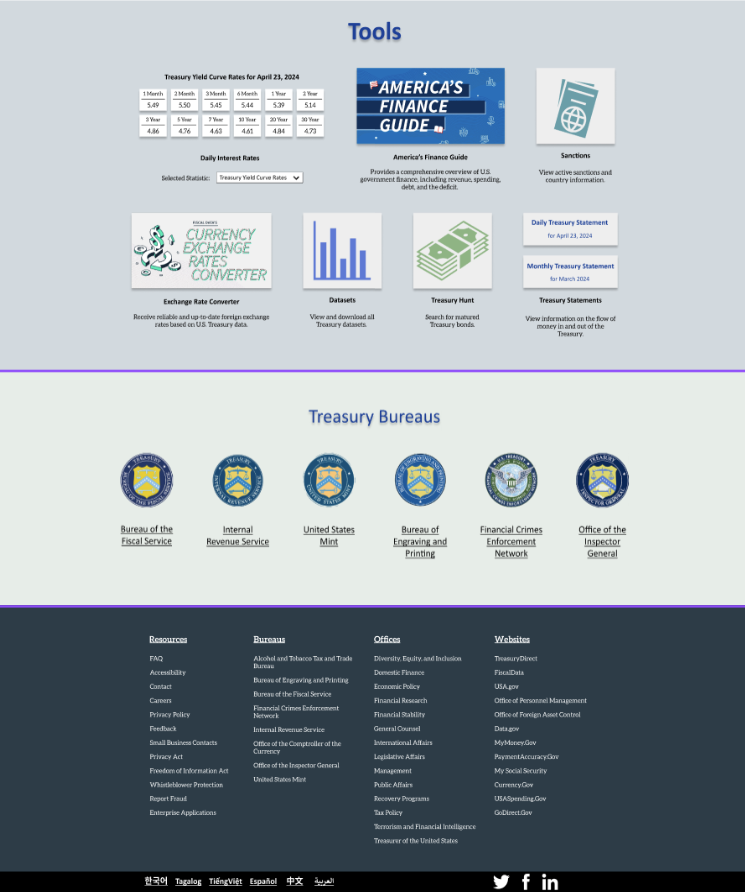 Tools
Treasury Yield Curve Rates for April 23, 2024
1 Month 2 Month 3 Month 6 Month 1 Year 2 Year
5.49 5.50 5.45 5.44 5.39 5.14
3 Year 5 Year 7 Year 10 Year 20 Year 30 Year
4.86 4.76 4.63 4.61 4.84 4.73
Daily Interest Rates
Selected Statistic: Treasury Yield Curve Rates
AMERICA'S
FINANCE
GUIDE
America's Finance Guide
Provides a comprehensive overview of U.S.
government finance, including revenue, spending,
debt, and the deficit.
Sanctions
View active sanctions and
country information.
CURRENCY
EXCHANGE
RATES
CONVERTER
Exchange Rate Converter
Receive reliable and up-to-date foreign exchange
rates based on U.S. Treasury data.
Datasets
View and download all
Treasury datasets.
Treasury Hunt
Search for matured
Treasury bonds.
Daily Treasury Statement
for April 23, 2024
Monthly Treasury Statement
for March 2024
Treasury Statements
View information on the flow of
money in and out of the
Treasury.
Treasury Bureaus
Bureau of the
Fiscal Service
Internal
Revenue Service
United States
Mint
Bureau of
Engraving and
Printing
Financial Crimes
Enforcement
Network
Office of the
Inspector
General
Resources
FAQ
Accessibility
Contact
Careers
Privacy Policy
Feedback
Small Business Contacts
Privacy Act
Freedom of Information Act
Whistleblower Protection
Report Fraud
Enterprise Applications
Bureaus
Alcohol and Tobacco Tax and Trade
Bureau
Bureau of Engraving and Printing
Bureau of the Fiscal Service
Financial Crimes Enforcement
Network
Internal Revenue Service
Office of the Comptroller of the
Currency
Office of the Inspector General
United States Mint
Offices
Diversity, Equity, and Inclusion
Domestic Finance
Economic Policy
Financial Research
Financial Stability
General Counsel
International Affairs
Legislative Affairs
Management
Public Affairs
Recovery Programs
Tax Policy
Terrorism and Financial Intelligence
Treasurer of the United States
Websites
TreasuryDirect
FiscalData
USA.gov
Office of Personnel Management
Office of Foreign Asset Control
Data.gov
MyMoney.Gov
PaymentAccuracy.Gov
My Social Security
Currency.Gov
USASpending.Gov
GoDirect.Gov
한국어 Tagalog TiếngViệt Español 中文 العربية